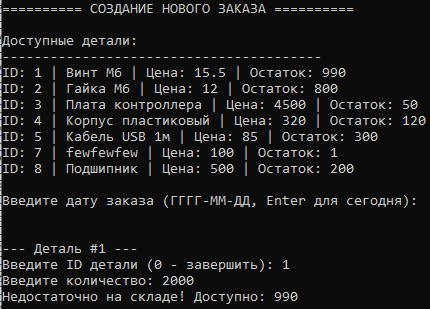 ========== СОЗДАНИЕ НОВОГО ЗАКАЗА ==========
Доступные детали:
----------------------------------------
ID: 1 | Винт М6 | Цена: 15.5 | Остаток: 990
ID: 2 | Гайка М6 | Цена: 12 | Остаток: 800
ID: 3 | Плата контроллера | Цена: 4500 | Остаток: 50
ID: 4 | Корпус пластиковый | Цена: 320 | Остаток: 120
ID: 5 | Кабель USB 1м | Цена: 85 | Остаток: 300
ID: 7 | fewfewfew | Цена: 100 | Остаток: 1
ID: 8 | Подшипник | Цена: 500 | Остаток: 200
Введите дату заказа (ГГГГ-ММ-ДД, Enter для сегодня):
--- Деталь #1 ---
Введите ID детали (0 - завершить): 1
Введите количество: 2000
Недостаточно на складе! Доступно: 990